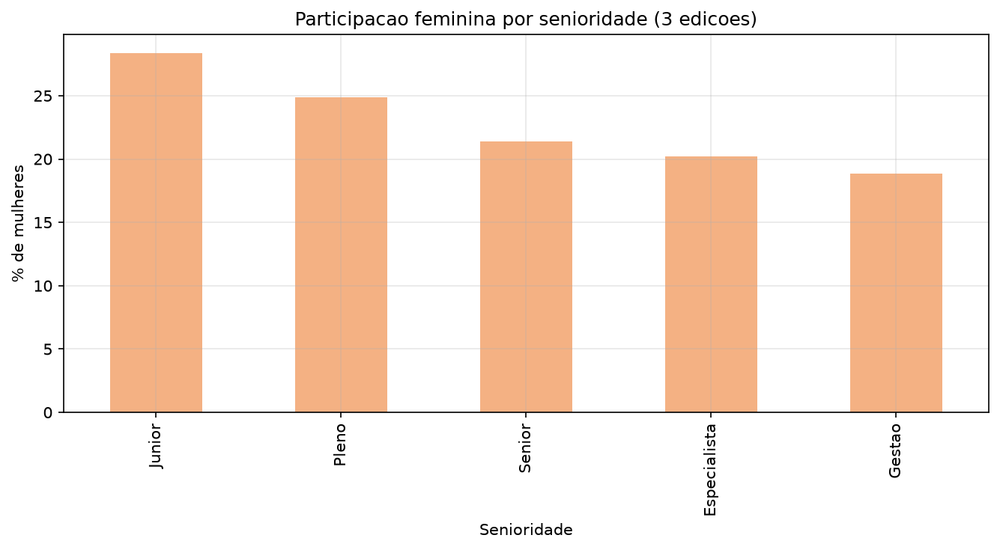 Participacao feminina por senioridade (3 edicoes)
% de mulheres
25
20
15
10
5
0
Junior
Pleno
Senior
Especialista
Gestao
Senioridade